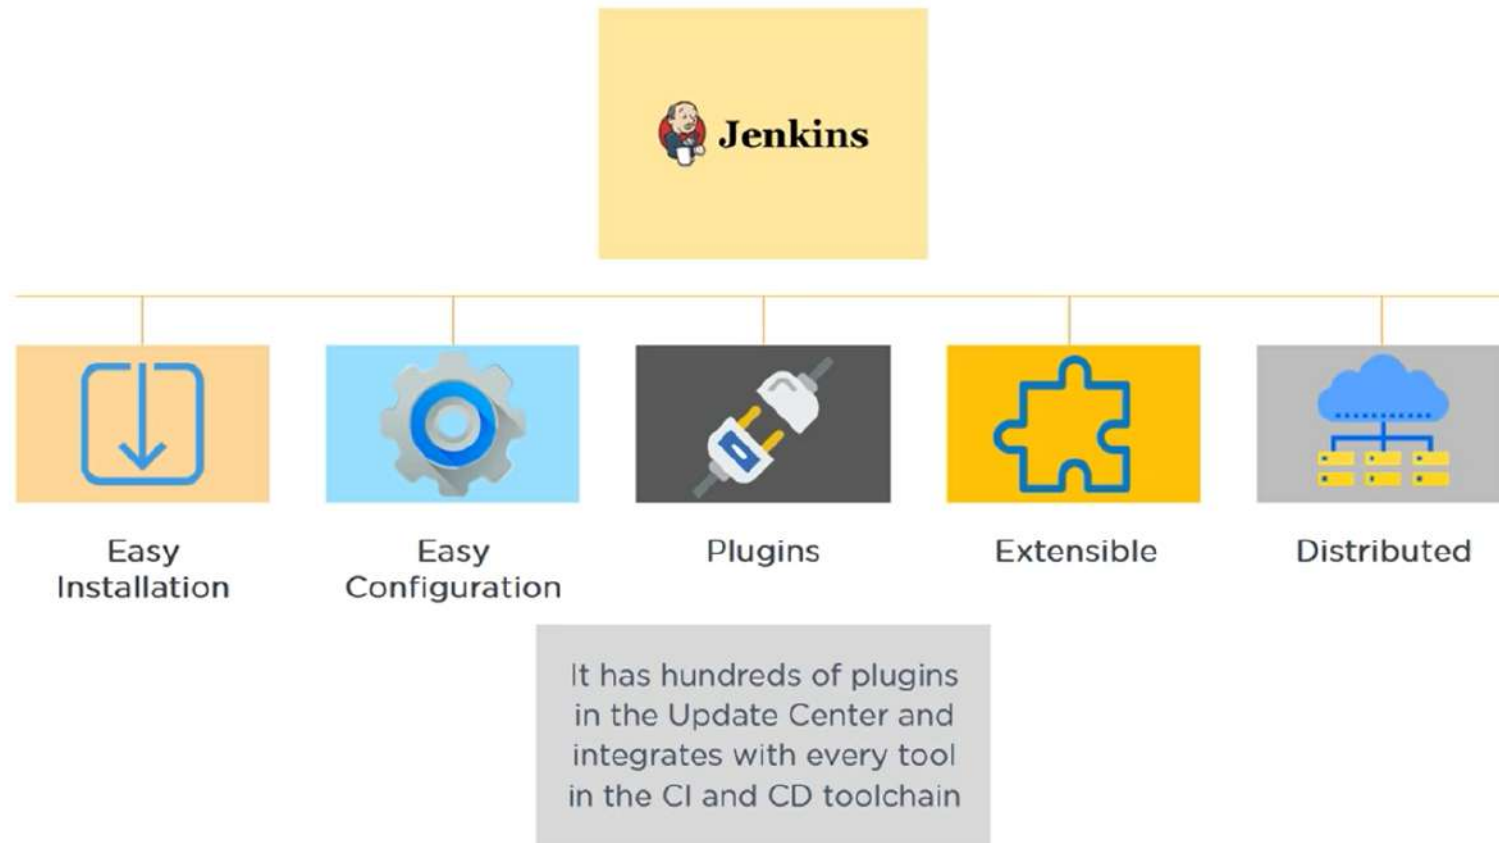 Jenkins
Easy
Installation
Easy
Configuration
Plugins
Extensible
Distributed
It has hundreds of plugins
in the Update Center and
integrates with every tool
in the CI and CD toolchain